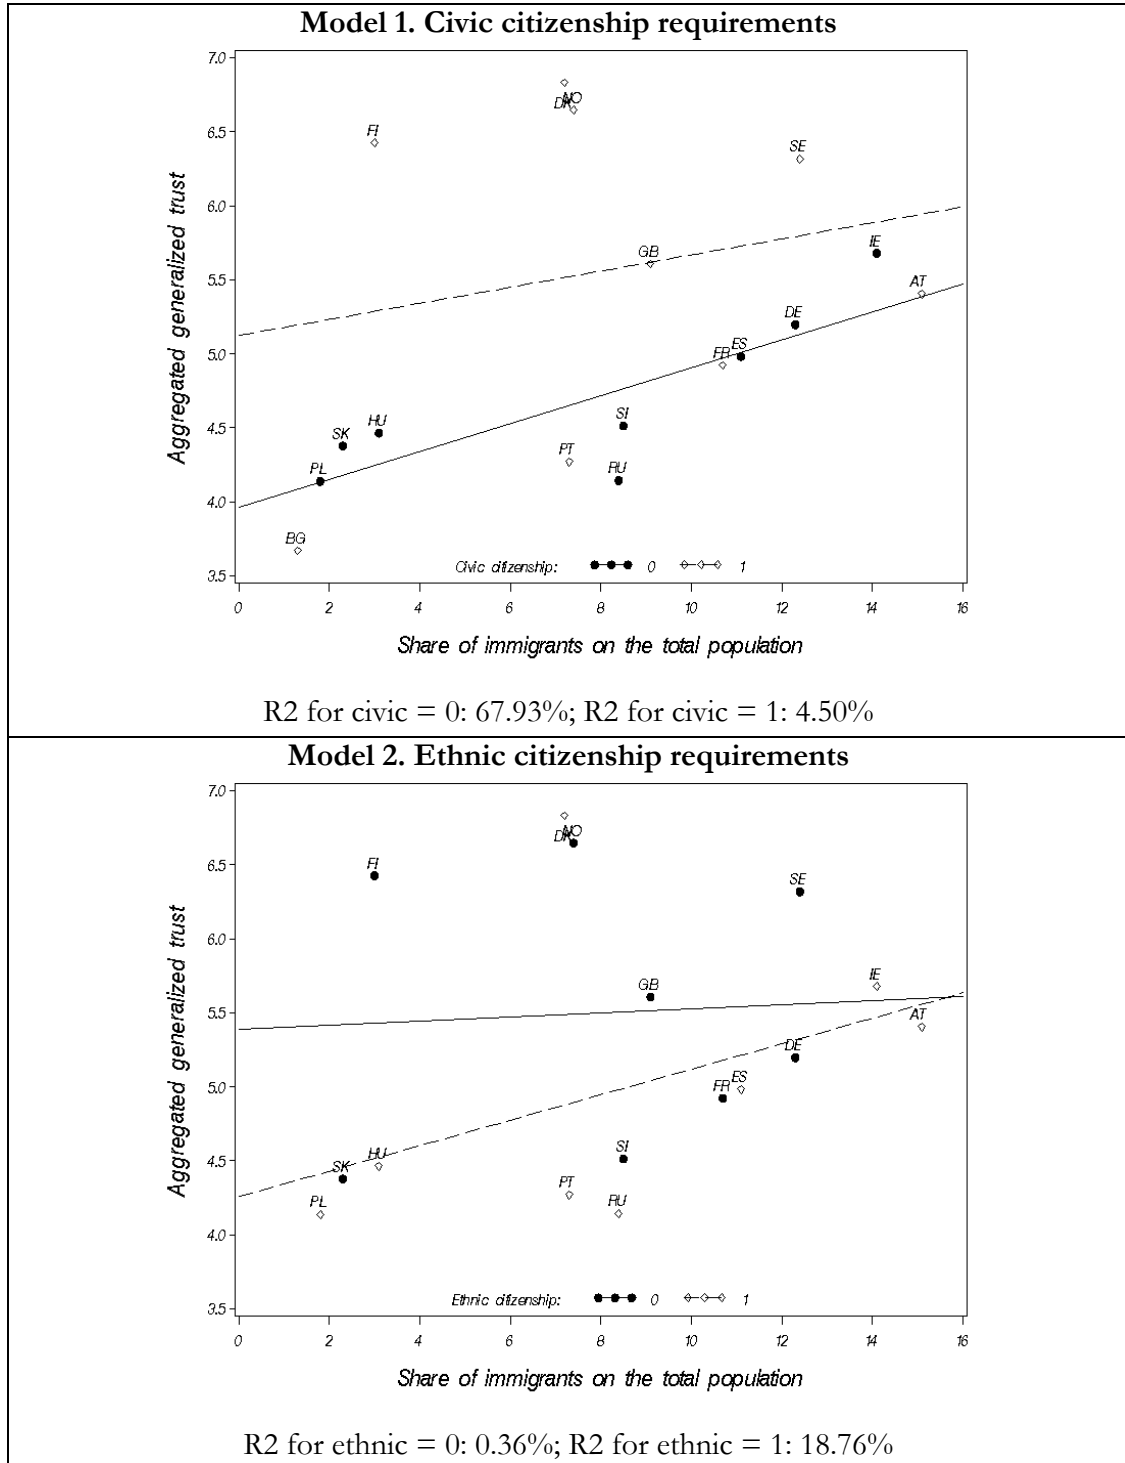 Model 1. Civic citizenship requirements
7.0
NO
DK
6.5
FI
SE
6.0
GB
IE
5.5
AT
DE
5.0
FR
ES
4.5
SK
HU
SI
PT
PL
RU
4.0
BG
3.5
Civic citizenship: 0 1
0 2 4 6 8 10 12 14 16
Aggregated generalized trust
Share of immigrants on the total population
R2 for civic = 0: 67.93%; R2 for civic = 1: 4.50%
Model 2. Ethnic citizenship requirements
7.0
NO
DK
6.5
FI
SE
6.0
GB
IE
5.5
AT
DE
5.0
FR
ES
4.5
SK
HU
SI
PT
PL
RU
4.0
3.5
Ethnic citizenship: 0 1
0 2 4 6 8 10 12 14 16
Aggregated generalized trust
Share of immigrants on the total population
R2 for ethnic = 0: 0.36%; R2 for ethnic = 1: 18.76%